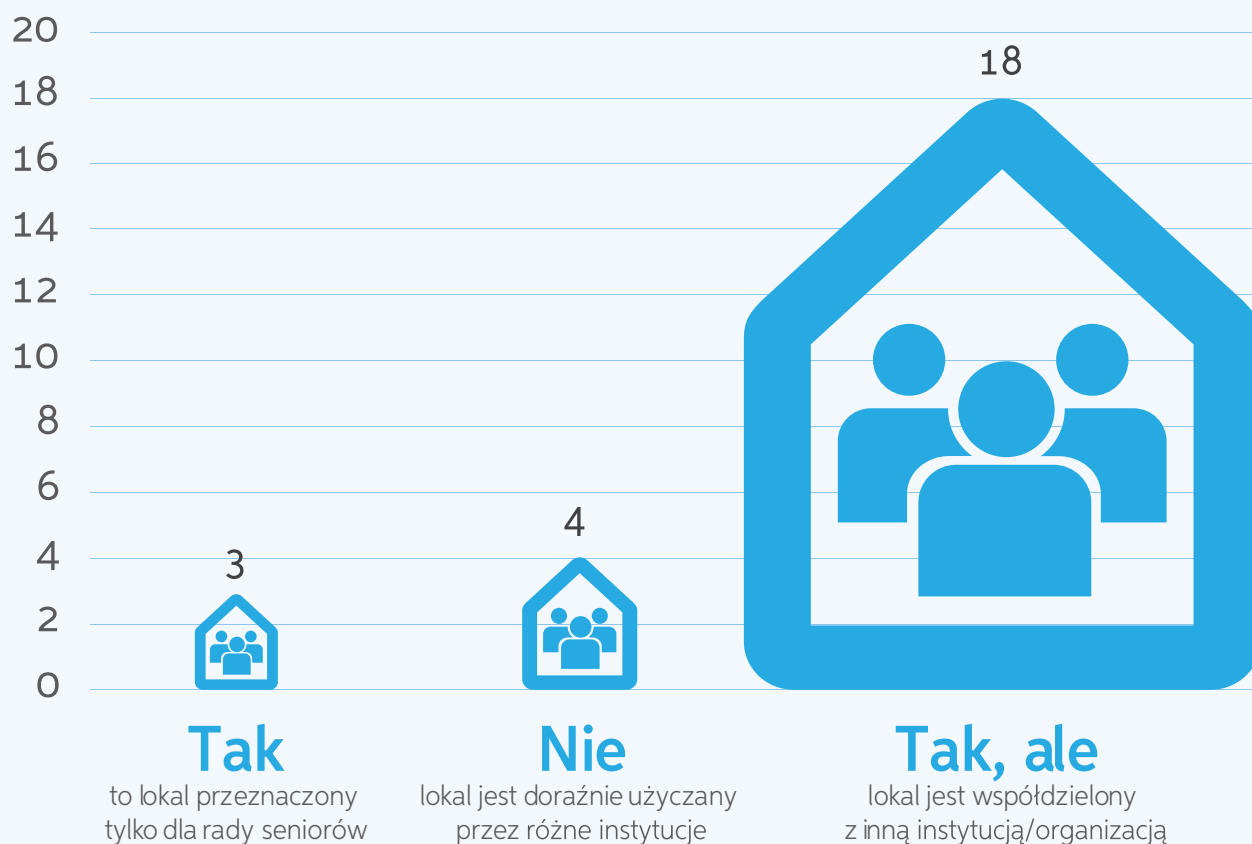 20
18
18
16
14
12
10
8
6
4
4
3
2
0
Tak
to lokal przeznaczony
tylko dla rady seniorów
Nie
lokal jest doraźnie użyczany
przez różne instytucje
Tak, ale
lokal jest współdzielony
z inną instytucją/organizacją